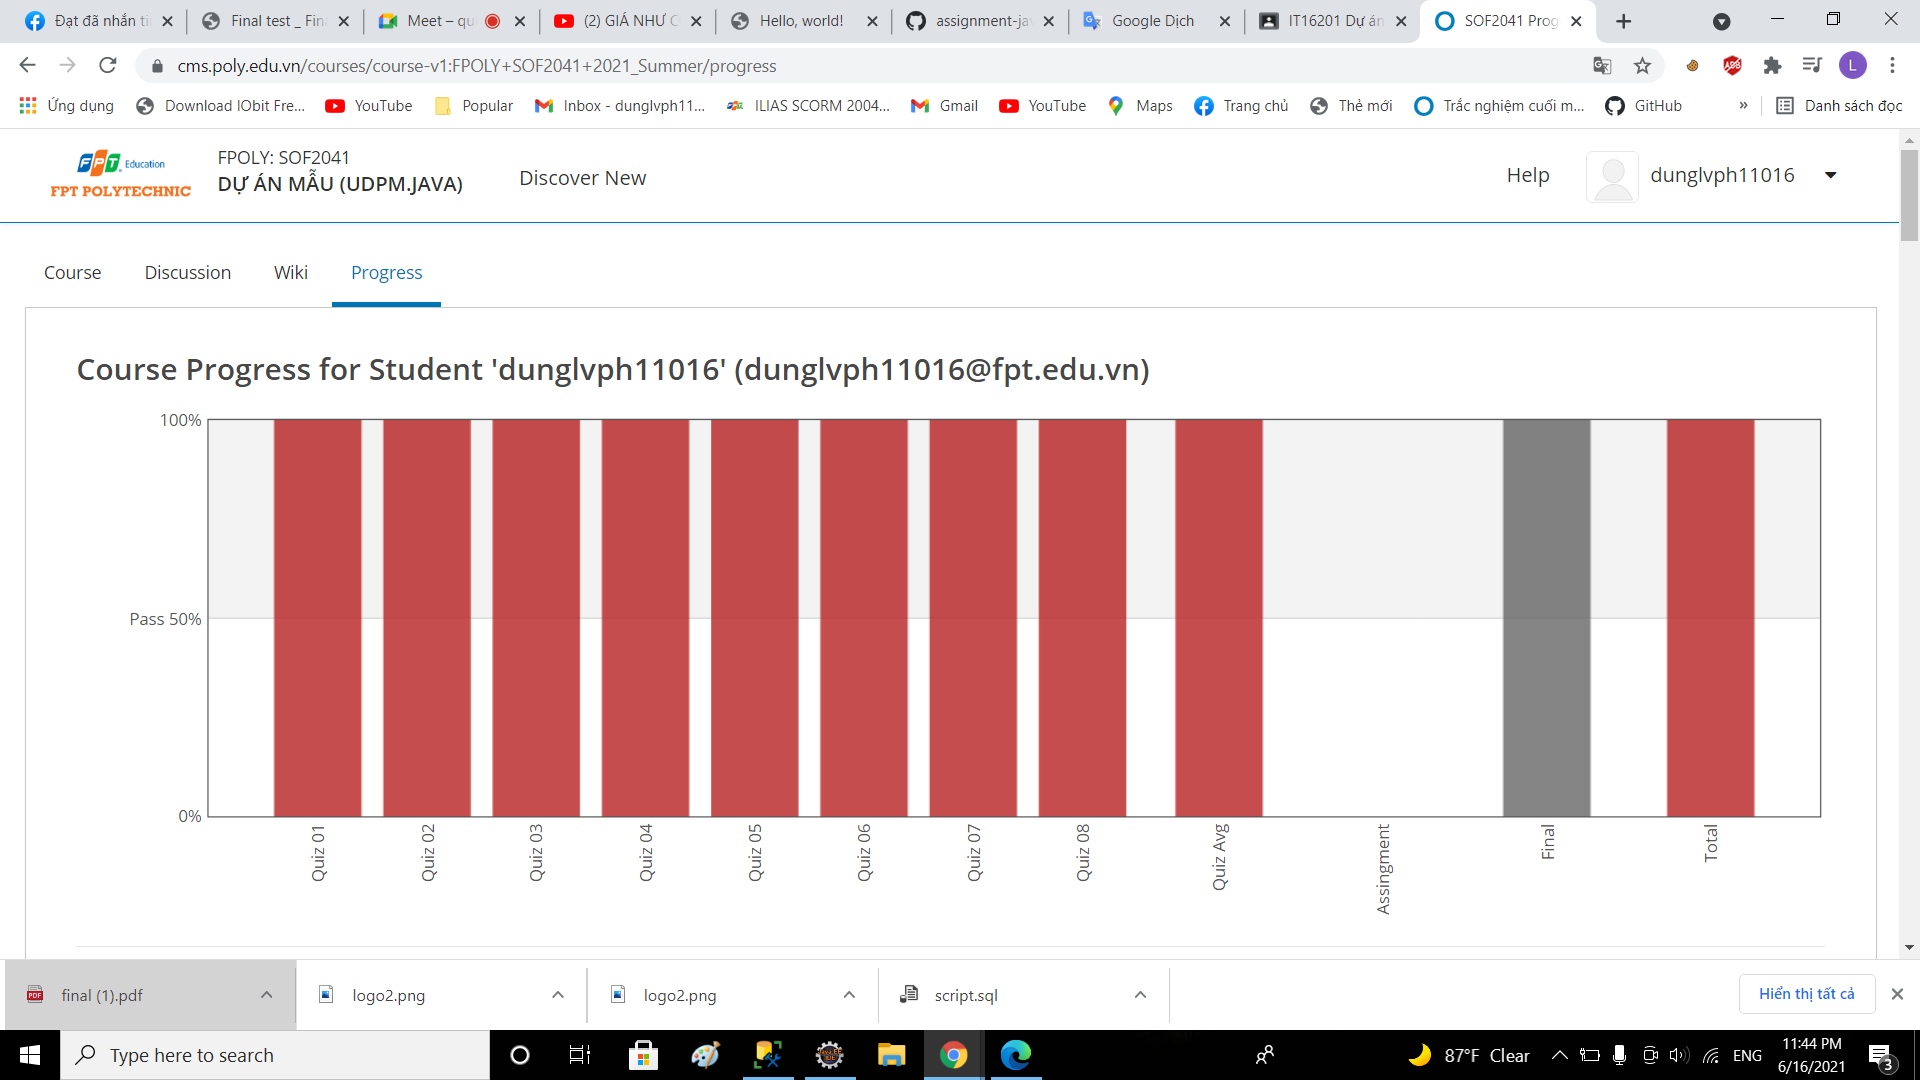 Đạt đã nhắn ti
Final test _ Fina
Meet – qu
(2) GIÁ NHƯ C
Hello, world!
assignment-ja
Google Dịch
IT16201 Dự án
SOF2041 Prog
cms.poly.edu.vn/courses/course-v1:FPOLY+SOF2041+2021_Summer/progress
L
Ứng dụng
Download IObit Fre...
YouTube
Popular
Inbox - dunglvph11...
ILIAS SCORM 2004...
Gmail
YouTube
Maps
Trang chủ
Thẻ mới
Trắc nghiệm cuối m...
GitHub
»
Danh sách đọc
FPT Education
FPT POLYTECHNIC
FPOLY: SOF2041
DỰ ÁN MẪU (UDPM.JAVA)
Discover New
Help
dunglvph11016
Course
Discussion
Wiki
Progress
Course Progress for Student 'dunglvph11016' (dunglvph11016@fpt.edu.vn)
100%
Pass 50%
0%
Quiz 01
Quiz 02
Quiz 03
Quiz 04
Quiz 05
Quiz 06
Quiz 07
Quiz 08
Quiz Avg
Assingment
Final
Total
final (1).pdf
logo2.png
logo2.png
script.sql
Hiển thị tất cả
Type here to search
87°F Clear
ENG
11:44 PM
6/16/2021
3